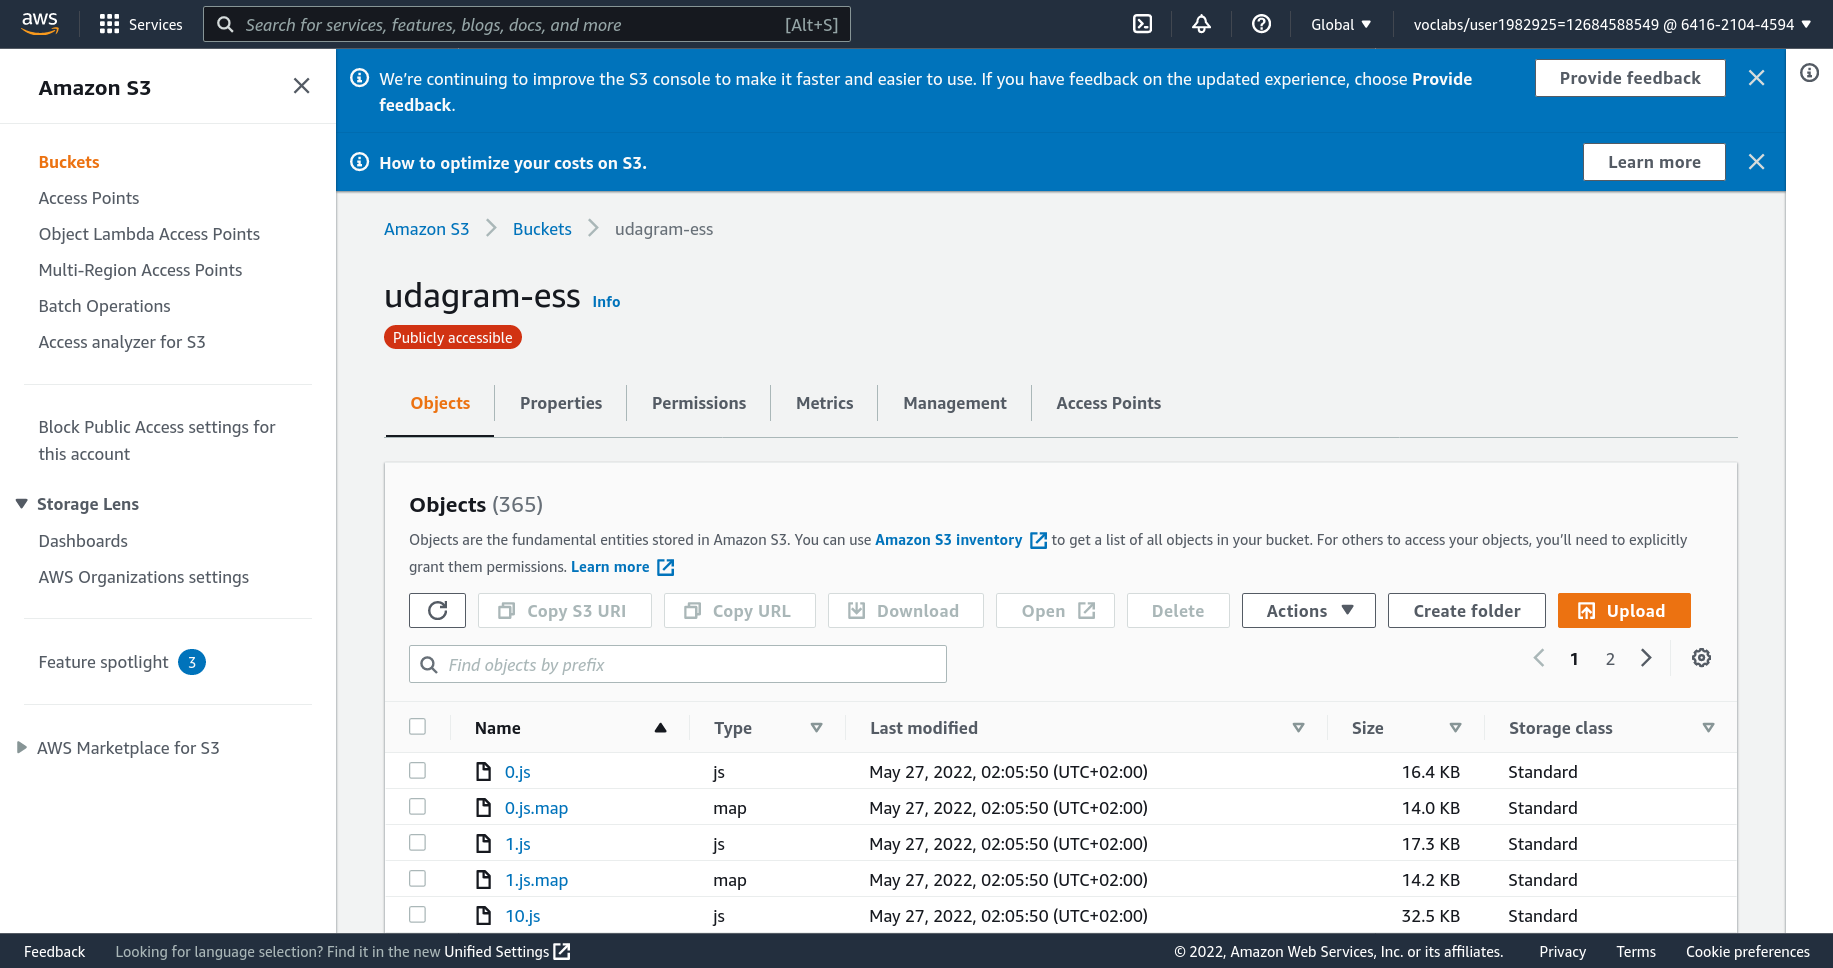 aws
Services
Search for services, features, blogs, docs, and more
[Alt+S]
Global
voclabs/user1982925=12684588549 @ 6416-2104-4594
Amazon S3
Buckets
Access Points
Object Lambda Access Points
Multi-Region Access Points
Batch Operations
Access analyzer for S3
Block Public Access settings for
this account
Storage Lens
Dashboards
AWS Organizations settings
Feature spotlight 3
AWS Marketplace for S3
We're continuing to improve the S3 console to make it faster and easier to use. If you have feedback on the updated experience, choose Provide
feedback.
Provide feedback
How to optimize your costs on S3.
Learn more
Amazon S3 Buckets udagram-ess
udagram-ess Info
Publicly accessible
Objects Properties Permissions Metrics Management Access Points
Objects (365)
Objects are the fundamental entities stored in Amazon S3. You can use Amazon S3 inventory to get a list of all objects in your bucket. For others to access your objects, you'll need to explicitly
grant them permissions. Learn more
Copy S3 URI Copy URL Download Open Delete Actions Create folder Upload
Find objects by prefix
1 2
Name Type Last modified Size Storage class
0.js js May 27, 2022, 02:05:50 (UTC+02:00) 16.4 KB Standard
0.js.map map May 27, 2022, 02:05:50 (UTC+02:00) 14.0 KB Standard
1.js js May 27, 2022, 02:05:50 (UTC+02:00) 17.3 KB Standard
1.js.map map May 27, 2022, 02:05:50 (UTC+02:00) 14.2 KB Standard
10.js js May 27, 2022, 02:05:50 (UTC+02:00) 32.5 KB Standard
Feedback Looking for language selection? Find it in the new Unified Settings © 2022, Amazon Web Services, Inc. or its affiliates. Privacy Terms Cookie preferences